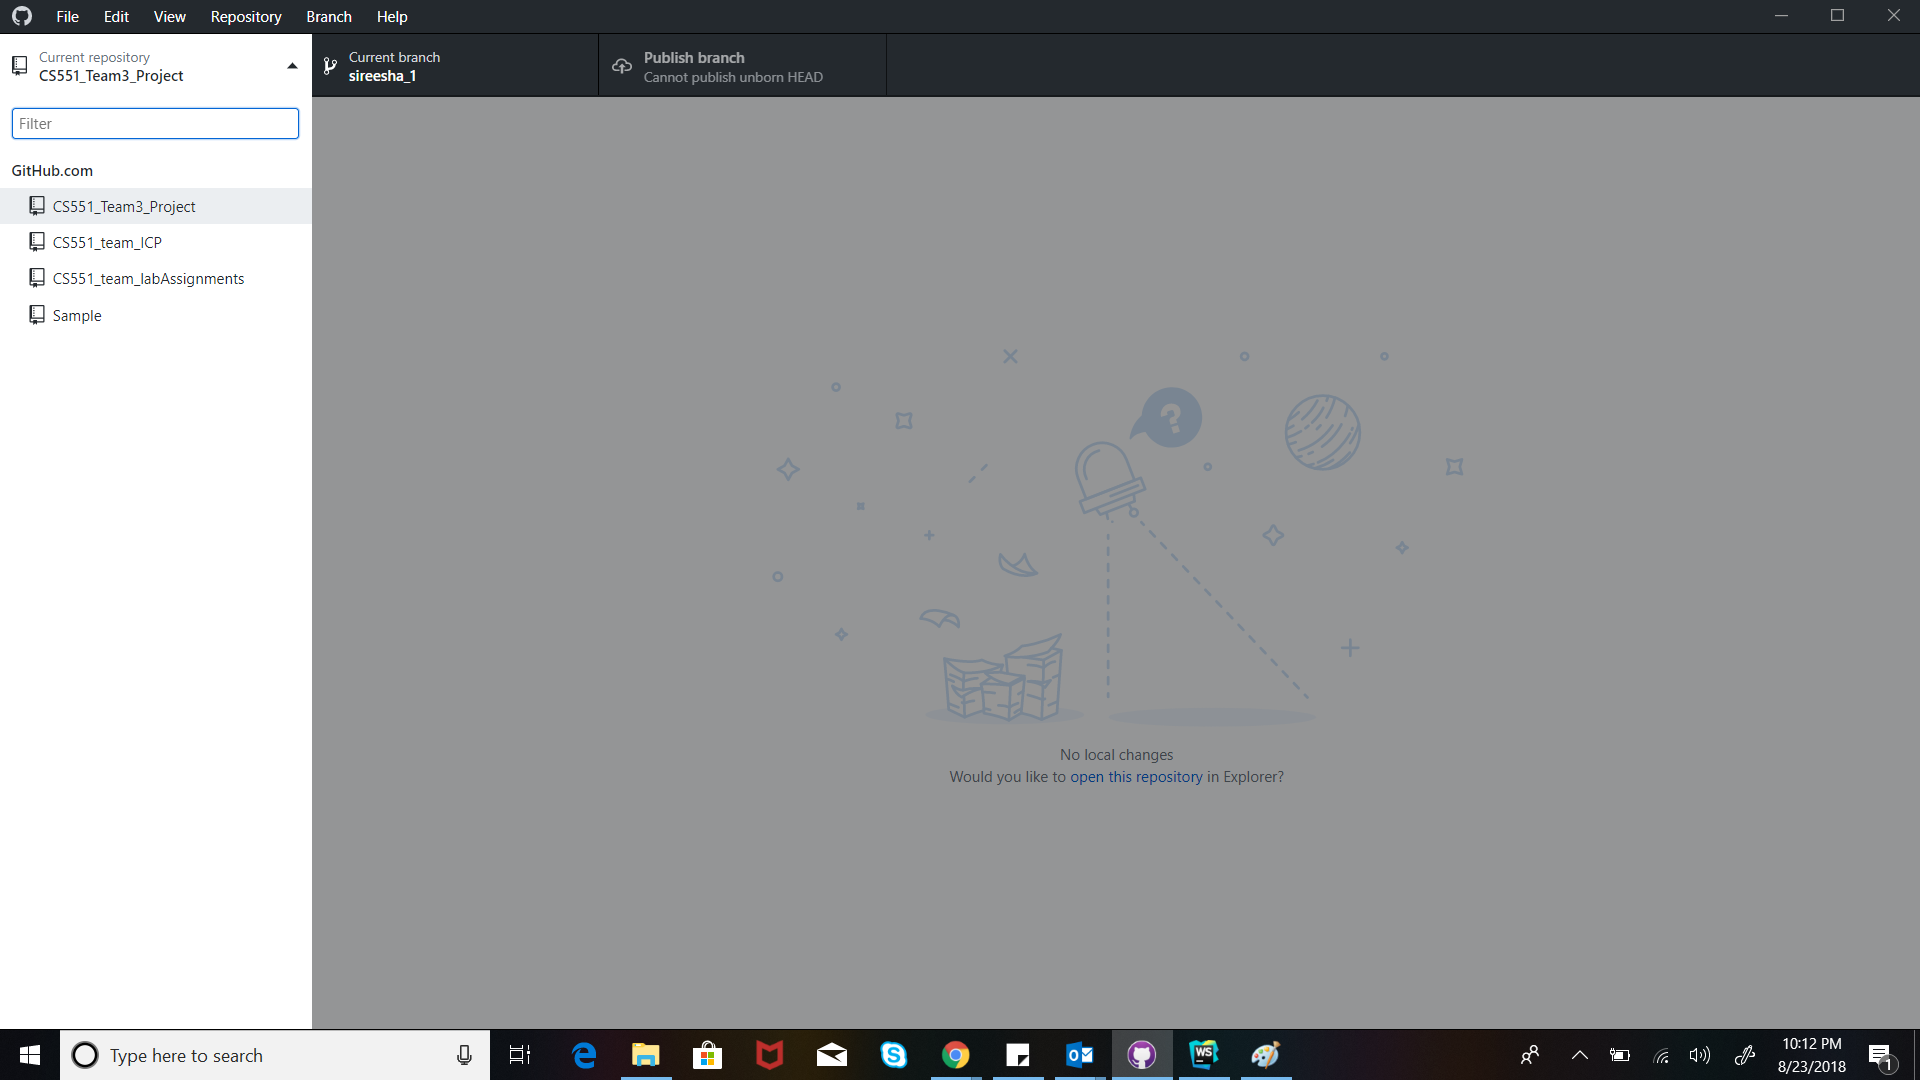 File Edit View Repository Branch Help
Current repository
CS551_Team3_Project
Current branch
sireesha_1
Publish branch
Cannot publish unborn HEAD
Filter
GitHub.com
CS551_Team3_Project
CS551_team_ICP
CS551_team_labAssignments
Sample
?
No local changes
Would you like to open this repository in Explorer?
Type here to search
WS
10:12 PM
8/23/2018
1